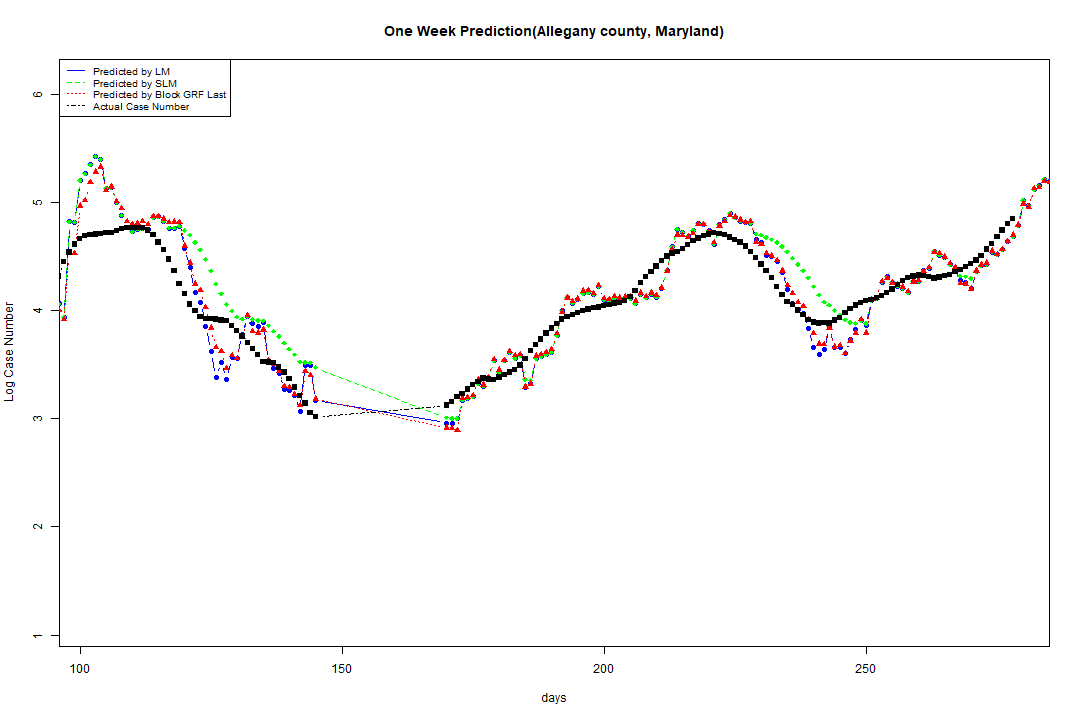 One Week Prediction(Allegany county, Maryland)
Predicted by LM
Predicted by SLM
Predicted by Block GRF Last
Actual Case Number
6
5
4
3
2
1
Log Case Number
100 150 200 250
days